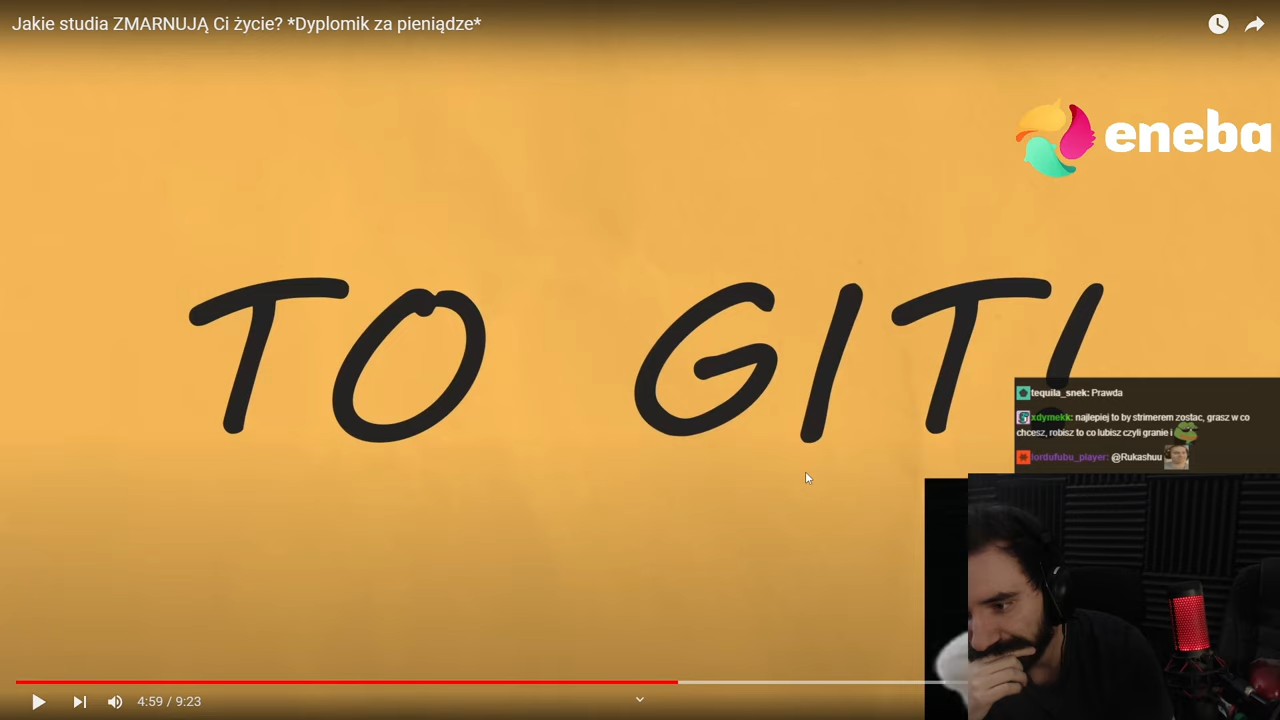 Jakie studia ZMARNUJĄ Ci życie? *Dyplomik za pieniądze*
eneba
TO GIT!
tequila_snek: Prawda
xdymekk: najlepiej to by strimerem zostac, grasz w co
chcesz, robisz to co lubisz czyli granie i
lordufubu_player: @Rukashuu
4:59 / 9:23